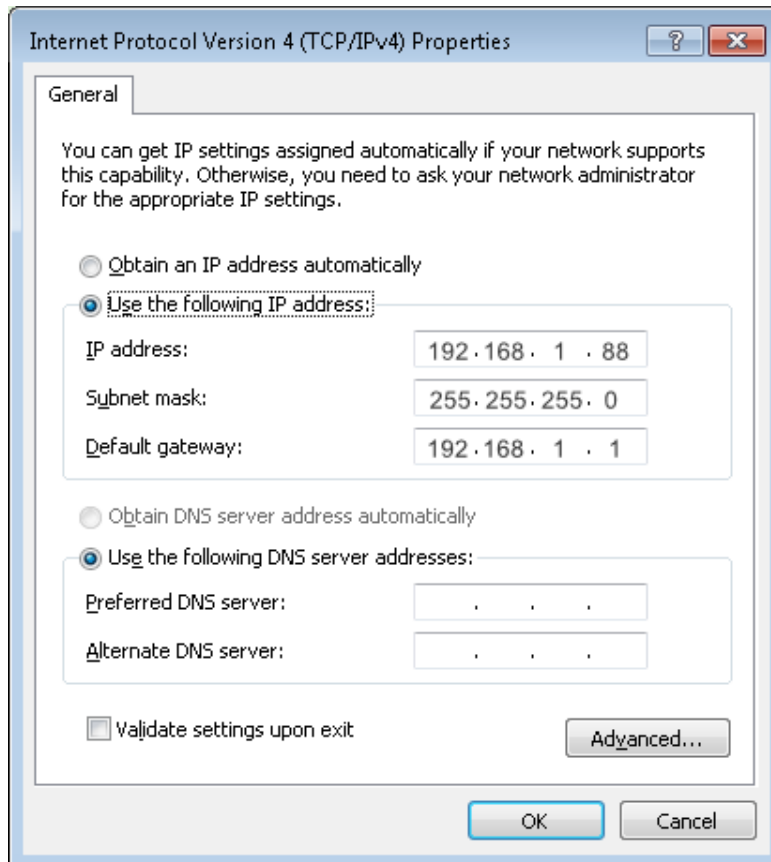 Internet Protocol Version 4 (TCP/IPv4) Properties
?
General
You can get IP settings assigned automatically if your network supports
this capability. Otherwise, you need to ask your network administrator
for the appropriate IP settings.
Obtain an IP address automatically
Use the following IP address:
IP address: 192 . 168 . 1 . 88
Subnet mask: 255 . 255 . 255 . 0
Default gateway: 192 . 168 . 1 . 1
Obtain DNS server address automatically
Use the following DNS server addresses:
Preferred DNS server: . . .
Alternate DNS server: . . .
Validate settings upon exit
Advanced...
OK Cancel